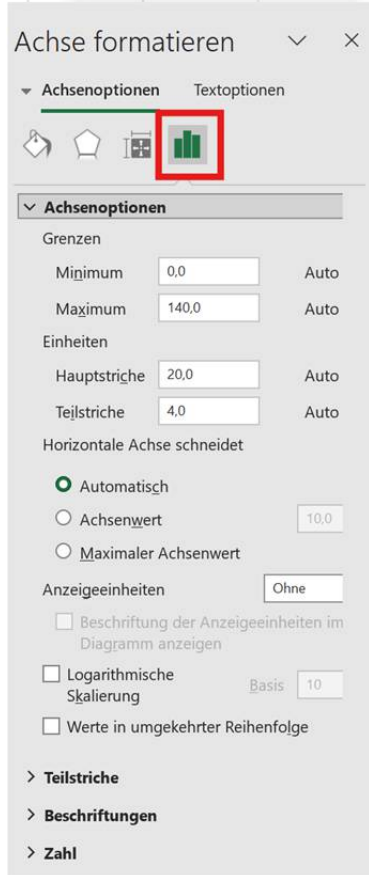 Achse formatieren
Achsenoptionen Textoptionen
Achsenoptionen
Grenzen
Minimum 0,0 Auto
Maximum 140,0 Auto
Einheiten
Hauptstriche 20,0 Auto
Teilstriche 4,0 Auto
Horizontale Achse schneidet
Automatisch
Achsenwert 10,0
Maximaler Achsenwert
Anzeigeeinheiten Ohne
Beschriftung der Anzeigeeinheiten im
Diagramm anzeigen
Logarithmische
Skalierung Basis 10
Werte in umgekehrter Reihenfolge
Teilstriche
Beschriftungen
Zahl